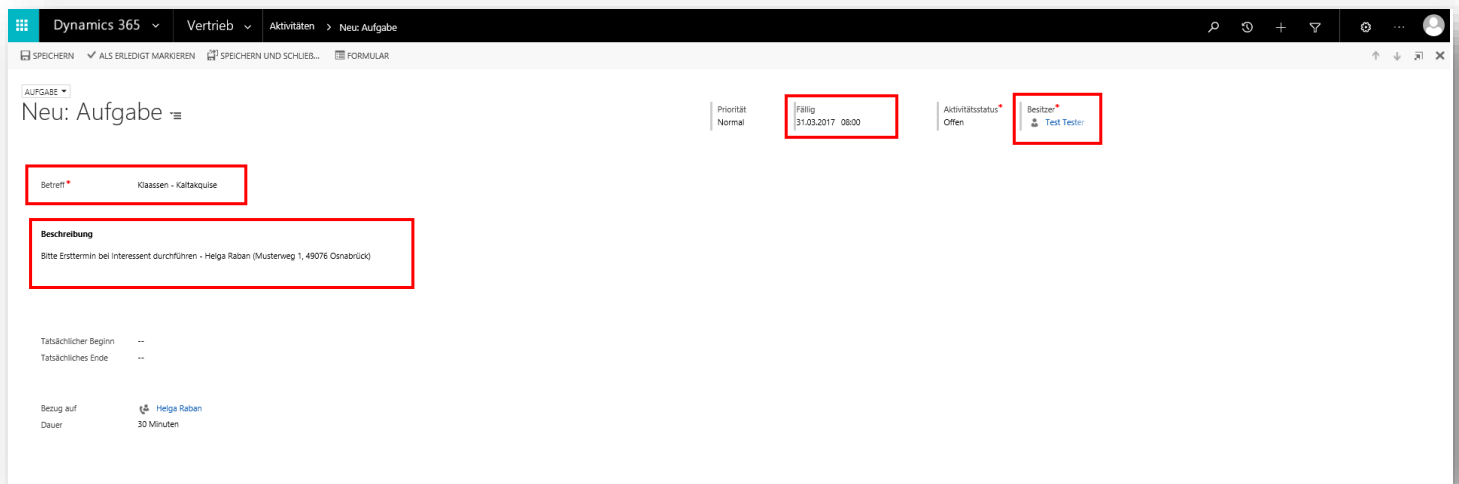 Dynamics 365 Vertrieb Aktivitäten > Neu: Aufgabe
SPEICHERN ALS ERLEDIGT MARKIEREN SPEICHERN UND SCHLIEß... FORMULAR
AUFGABE
Neu: Aufgabe
Priorität Fällig Aktivitätsstatus* Besitzer*
Normal 31.03.2017 08:00 Offen Test Tester
Betreff* Klaassen - Kaltakquise
Beschreibung
Bitte Ersttermin bei Interessent durchführen - Helga Raban (Musterweg 1, 49076 Osnabrück)
Tatsächlicher Beginn --
Tatsächliches Ende --
Bezug auf Helga Raban
Dauer 30 Minuten